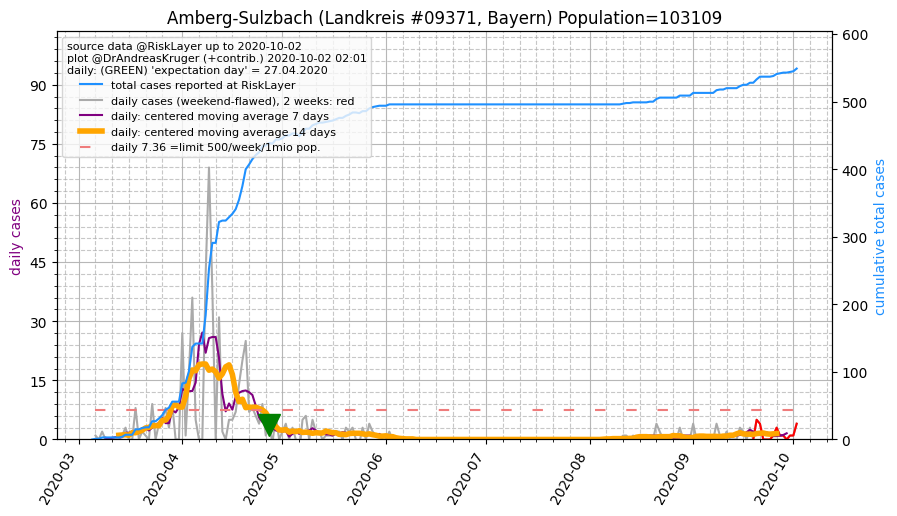 Amberg-Sulzbach (Landkreis #09371, Bayern) Population=103109
source data @RiskLayer up to 2020-10-02
plot @DrAndreasKruger (+contrib.) 2020-10-02 02:01
daily: (GREEN) 'expectation day' = 27.04.2020
total cases reported at RiskLayer
daily cases (weekend-flawed), 2 weeks: red
daily: centered moving average 7 days
daily: centered moving average 14 days
daily 7.36 =limit 500/week/1mio pop.
daily cases
90
75
60
45
30
15
0
cumulative total cases
600
500
400
300
200
100
0
2020-03
2020-04
2020-05
2020-06
2020-07
2020-08
2020-09
2020-10